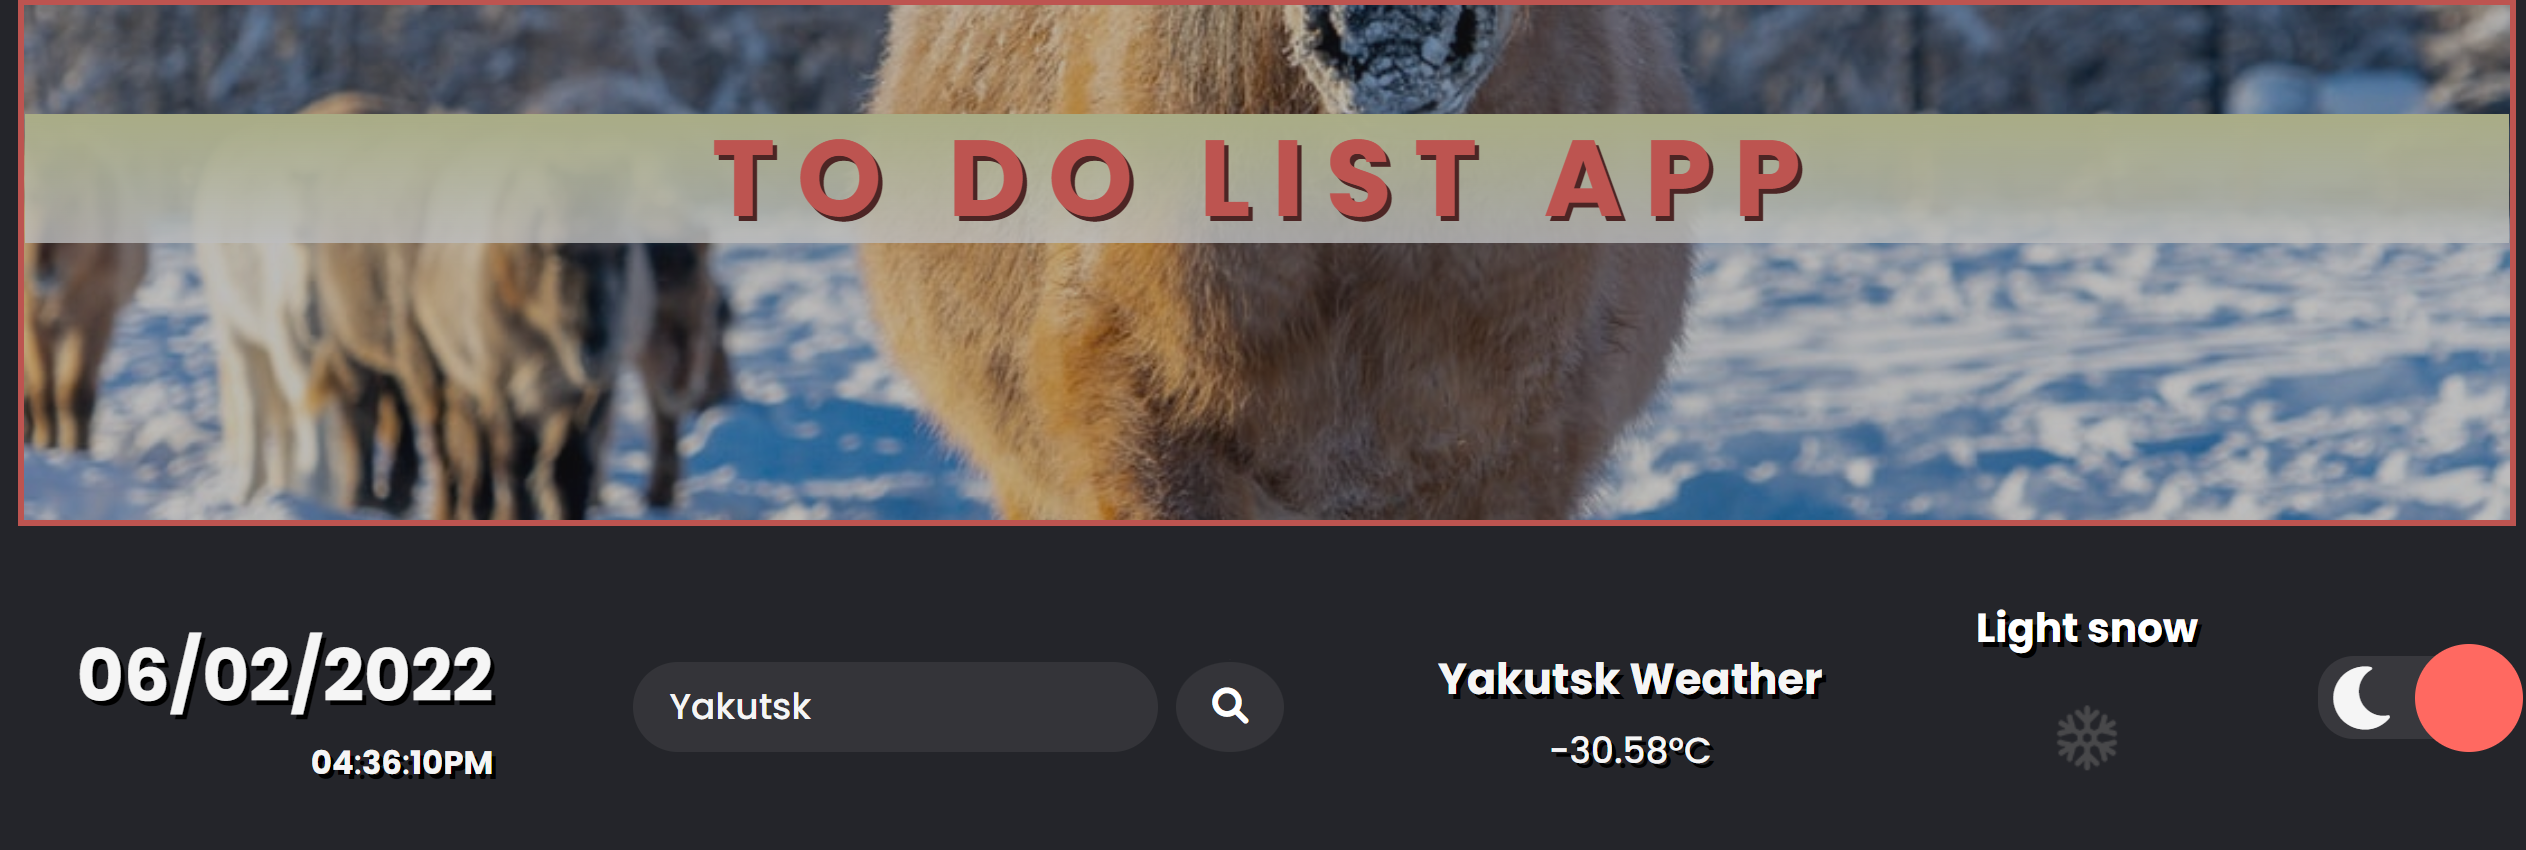 TO DO LIST APP
06/02/2022
04:36:10PM
Yakutsk
Yakutsk Weather
-30.58°C
Light snow